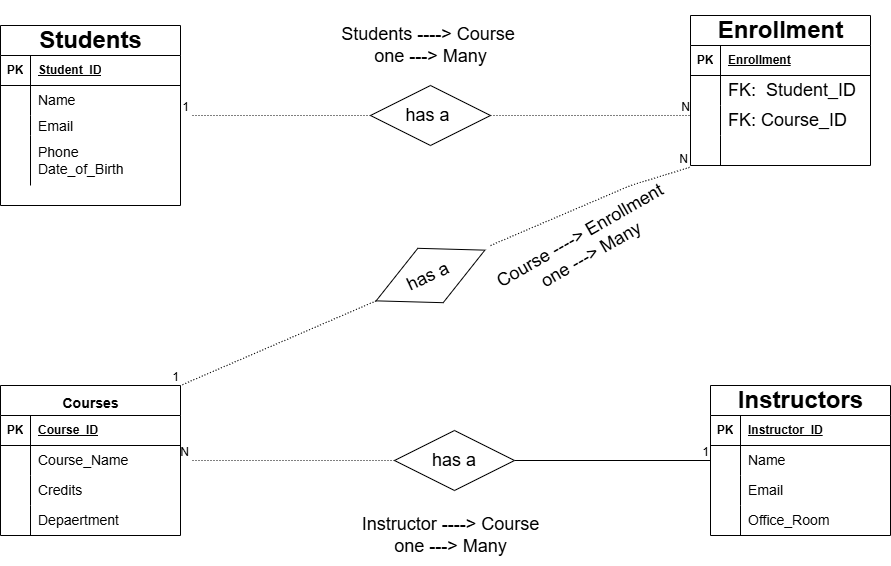 Students
PK Student_ID
Name
Email
Phone
Date_of_Birth
Students ----> Course
one ---> Many
1
has a
N
Enrollment
PK Enrollment
FK: Student_ID
FK: Course_ID
N
Course ----> Enrollment
one ---> Many
has a
1
Courses
PK Course_ID
Course_Name
Credits
Depaertment
N
has a
1
Instructor ----> Course
one ---> Many
Instructors
PK Instructor_ID
Name
Email
Office_Room